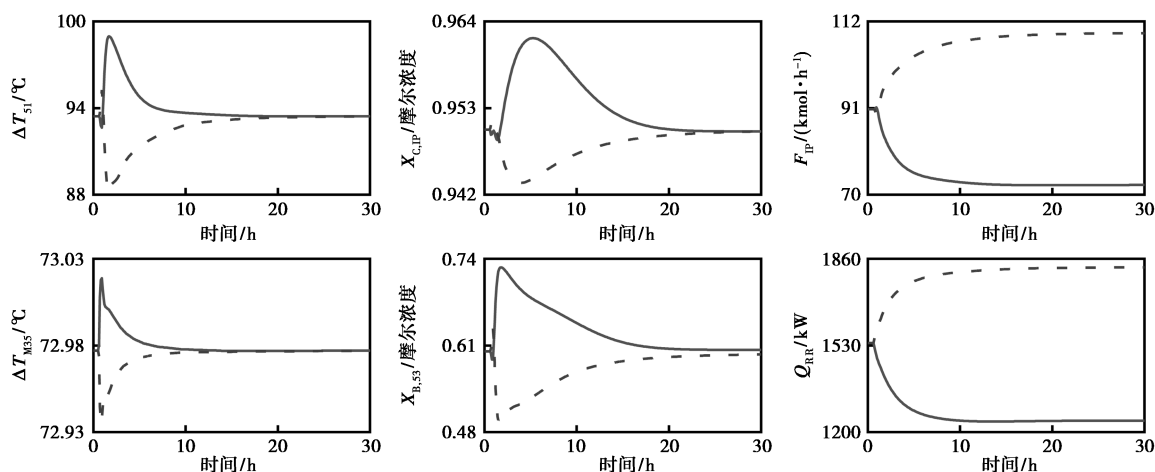 100
94
88
ΔT51/℃
0 10 20 30
时间/h
0.964
0.953
0.942
XC,IP/摩尔浓度
0 10 20 30
时间/h
112
91
70
FIP/(kmol·h⁻¹)
0 10 20 30
时间/h
73.03
72.98
72.93
ΔTM35/℃
0 10 20 30
时间/h
0.74
0.61
0.48
XB,53/摩尔浓度
0 10 20 30
时间/h
1860
1530
1200
QRR/kW
0 10 20 30
时间/h